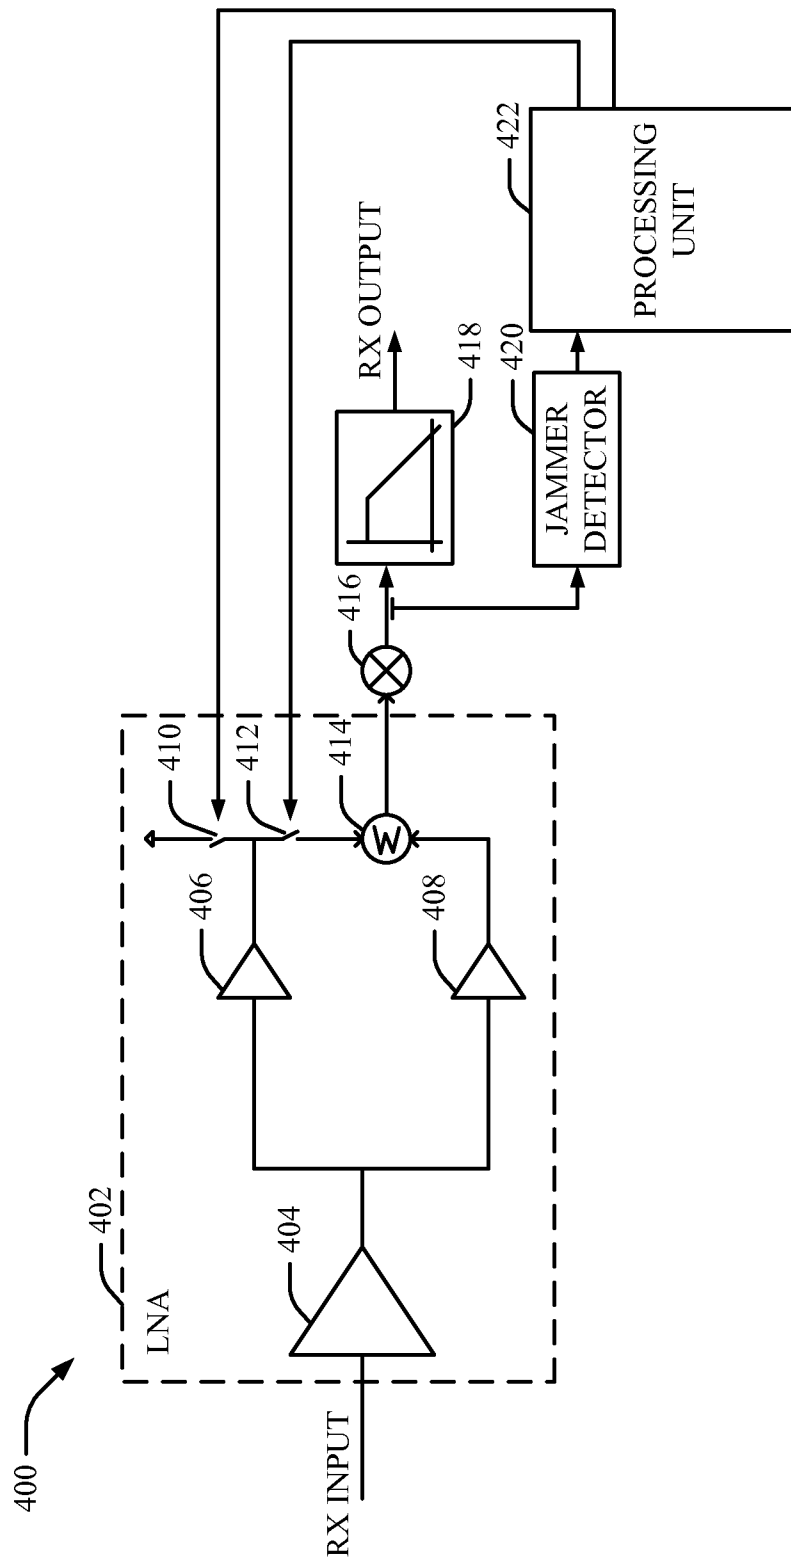 400
402
LNA
410
406
412
404
RX INPUT
414
416
RX OUTPUT
Σ
408
418
420
422
JAMMER
DETECTOR
PROCESSING
UNIT